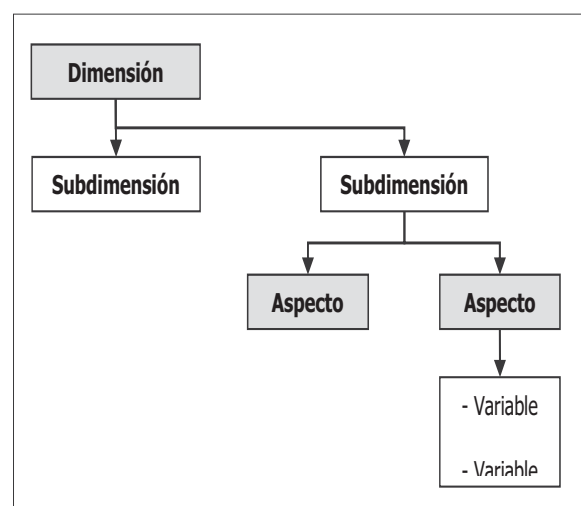 Dimensión
Subdimensión
Subdimensión
Aspecto
Aspecto
- Variable
- Variable